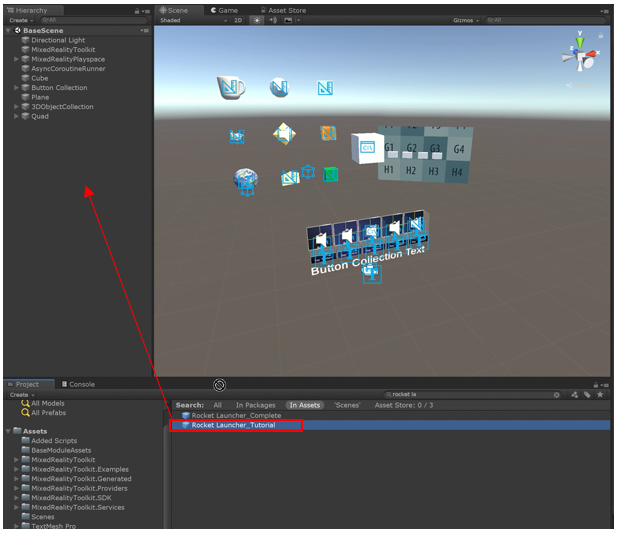 Hierarchy
Create
All
BaseScene
Directional Light
MixedRealityToolkit
MixedRealityPlayspace
AsyncCoroutineRunner
Cube
Button Collection
Plane
3DObjectCollection
Quad
Scene Game Asset Store
Shaded 2D Gizmos All
G1 G2 G3 G4
H1 H2 H3 H4
Button Collection Text
Project Console
Create rocket la
All Models
All Prefabs
Assets
Added Scripts
BaseModuleAssets
MixedRealityToolkit
MixedRealityToolkit.Examples
MixedRealityToolkit.Generated
MixedRealityToolkit.Providers
MixedRealityToolkit.SDK
MixedRealityToolkit.Services
Scenes
TextMesh Pro
Search: All In Packages In Assets 'Scenes' Asset Store: 0 / 3
Rocket Launcher_Complete
Rocket Launcher_Tutorial